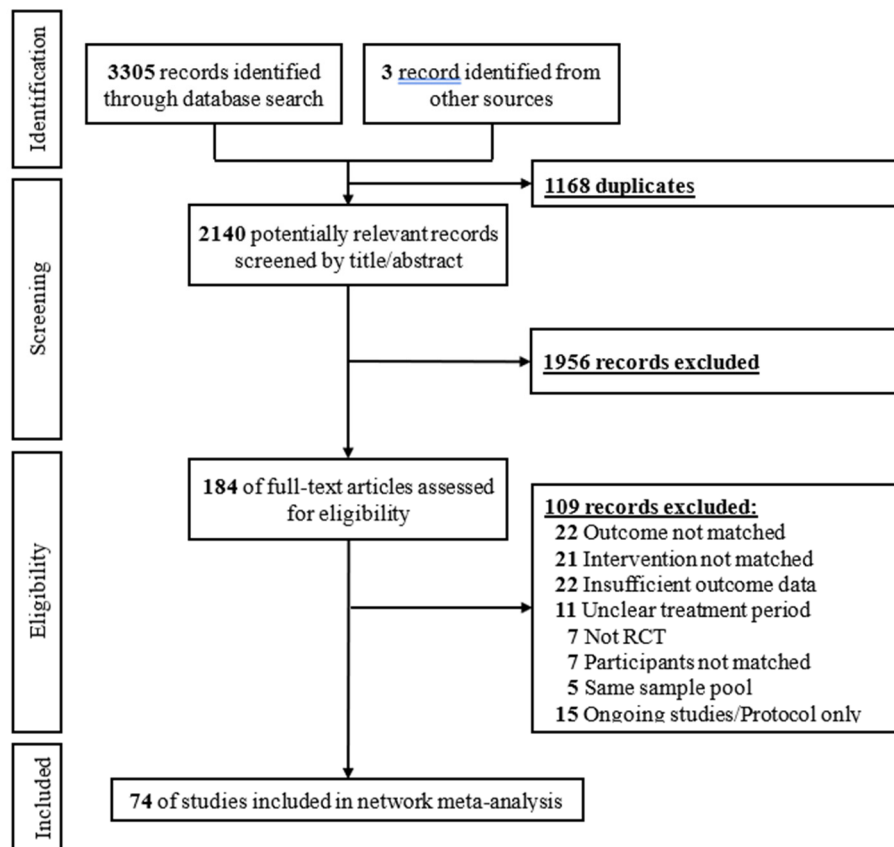 Identification
3305 records identified
through database search
3 record identified from
other sources
1168 duplicates
Screening
2140 potentially relevant records
screened by title/abstract
1956 records excluded
Eligibility
184 of full-text articles assessed
for eligibility
109 records excluded:
22 Outcome not matched
21 Intervention not matched
22 Insufficient outcome data
11 Unclear treatment period
7 Not RCT
7 Participants not matched
5 Same sample pool
15 Ongoing studies/Protocol only
Included
74 of studies included in network meta-analysis